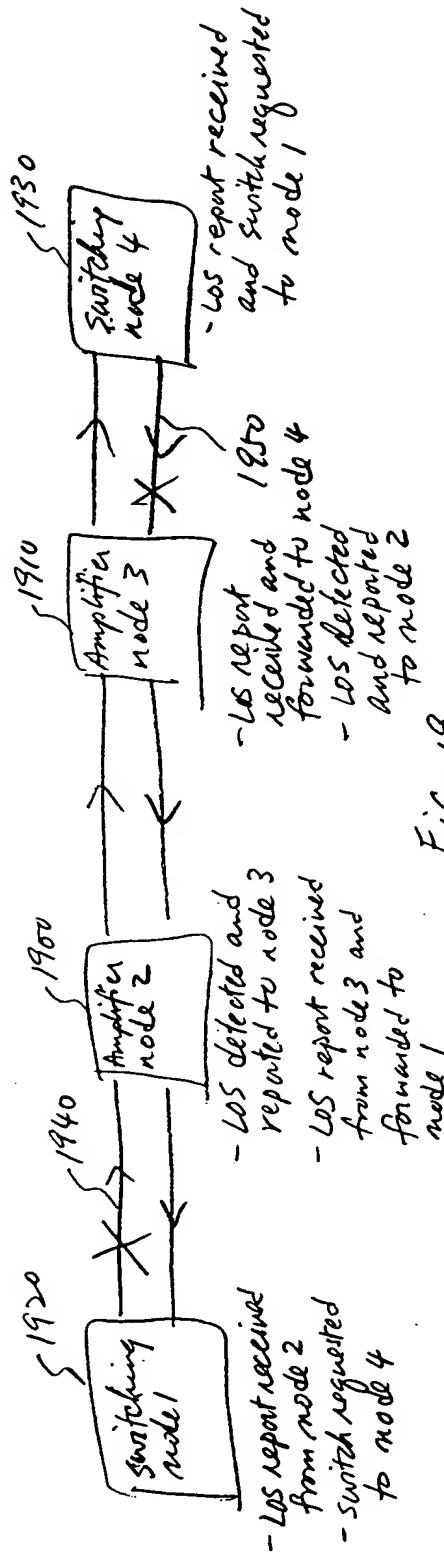 1920
Switching
node 1
- LOS report received
from node 2
- Switch requested
to node 4
1940
1900
Amplifier
node 2
- LOS detected and
reported to node 3
- LOS report received
from node 3 and
forwarded to
node 1
1910
Amplifier
node 3
- LOS report
received and
forwarded to node 4
- LOS detected
and reported
to node 2
1950
1930
Switching
node 4
- LOS report received
and switch requested
to node 1
Fig. 19